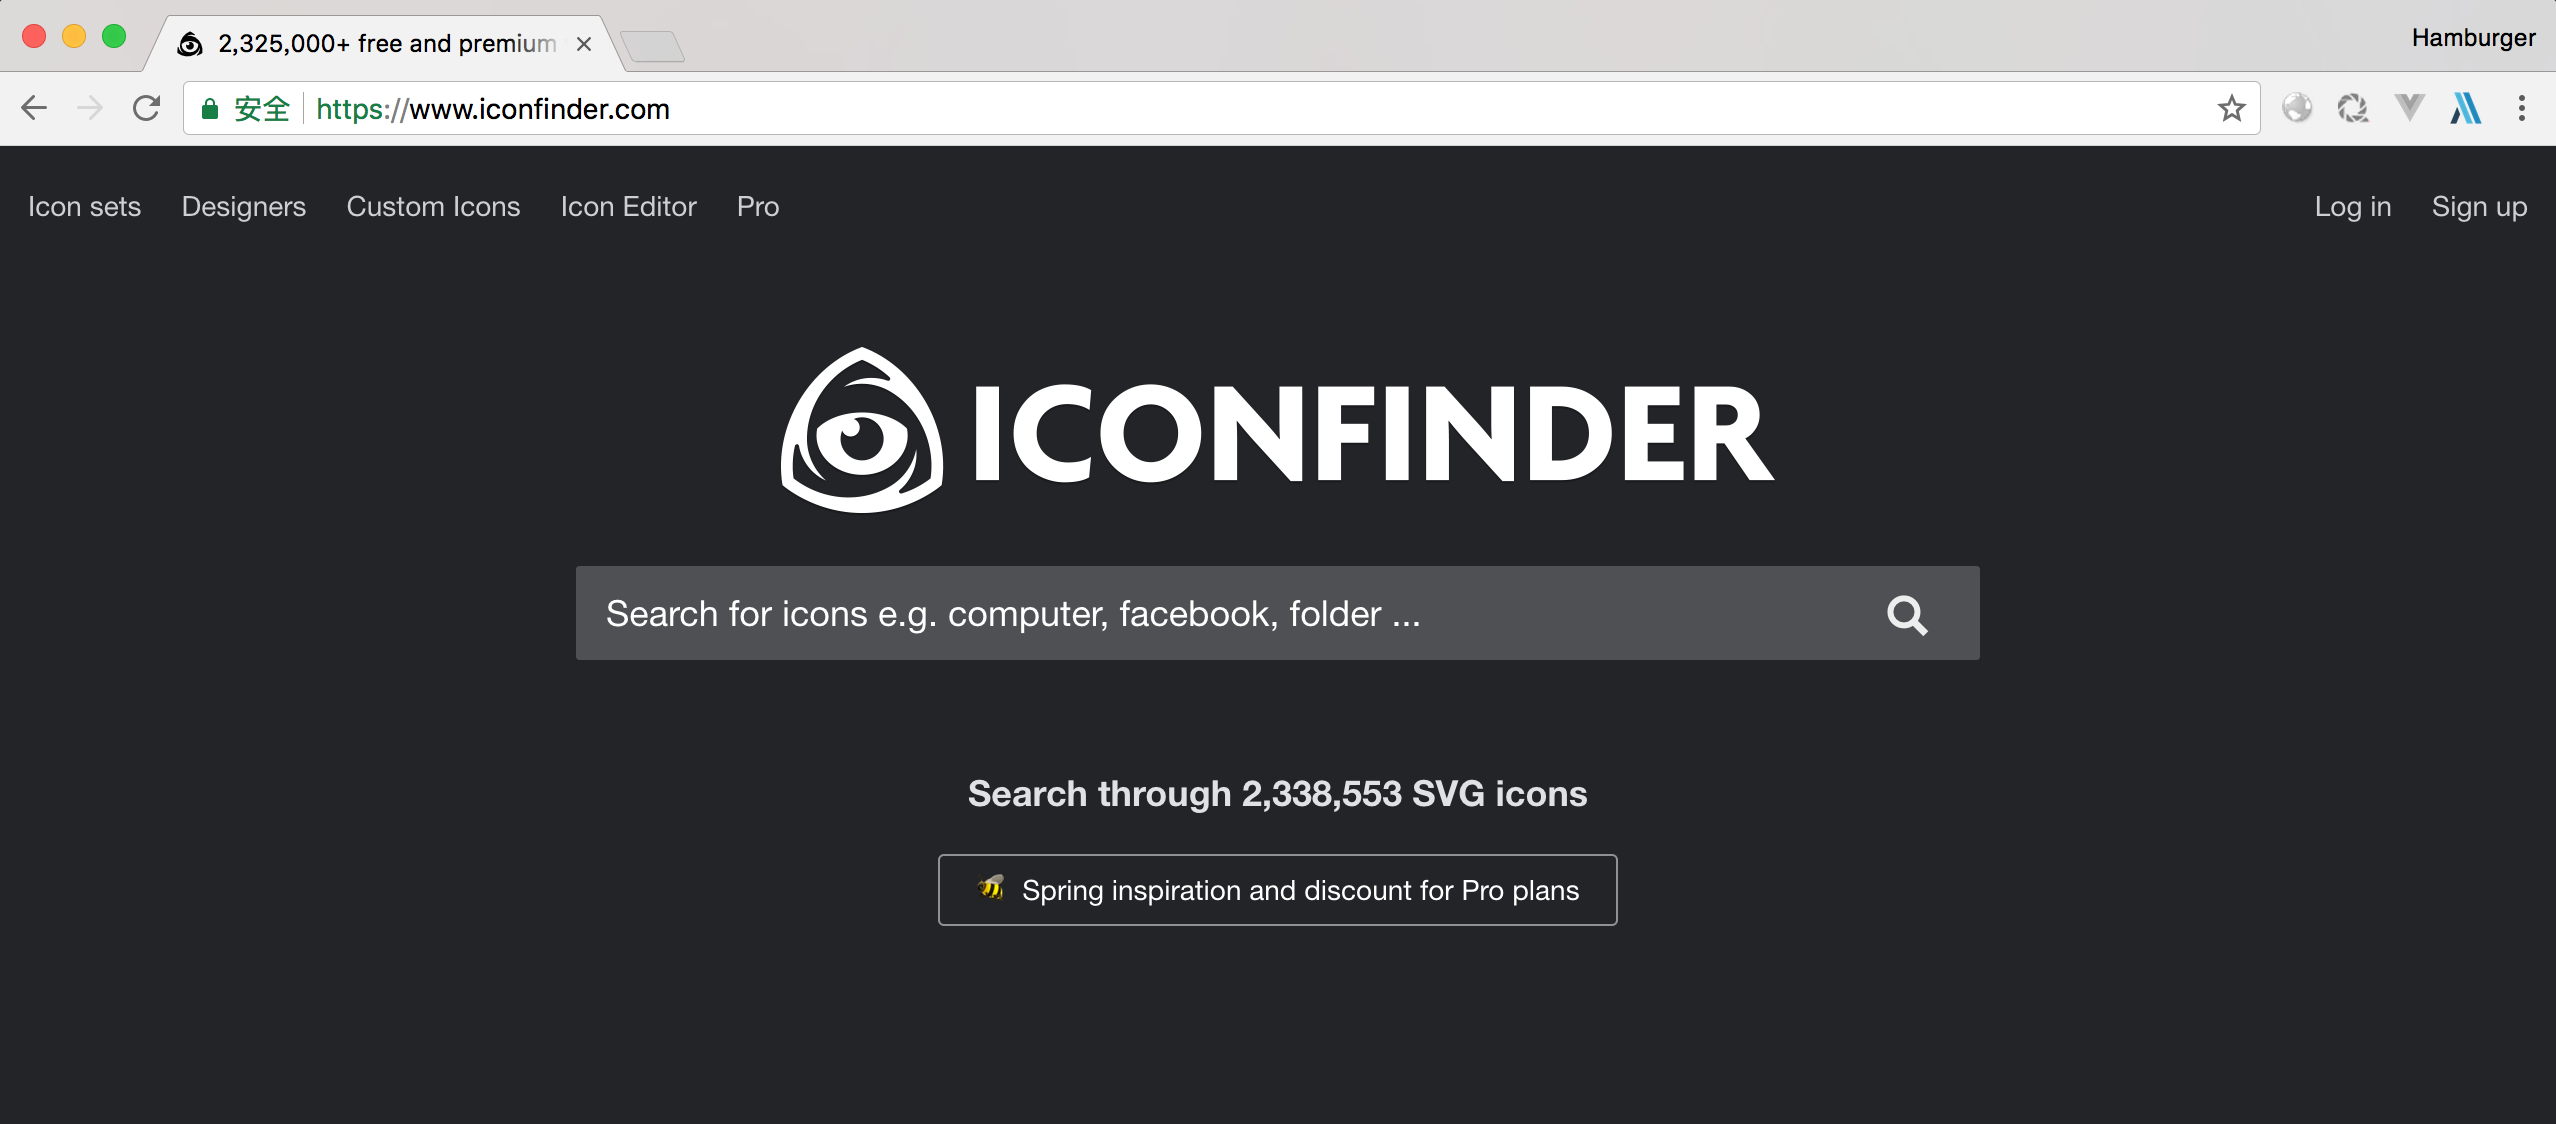 2,325,000+ free and premium
Hamburger
安全 https://www.iconfinder.com
Icon sets Designers Custom Icons Icon Editor Pro Log in Sign up
ICONFINDER
Search for icons e.g. computer, facebook, folder ...
Search through 2,338,553 SVG icons
Spring inspiration and discount for Pro plans